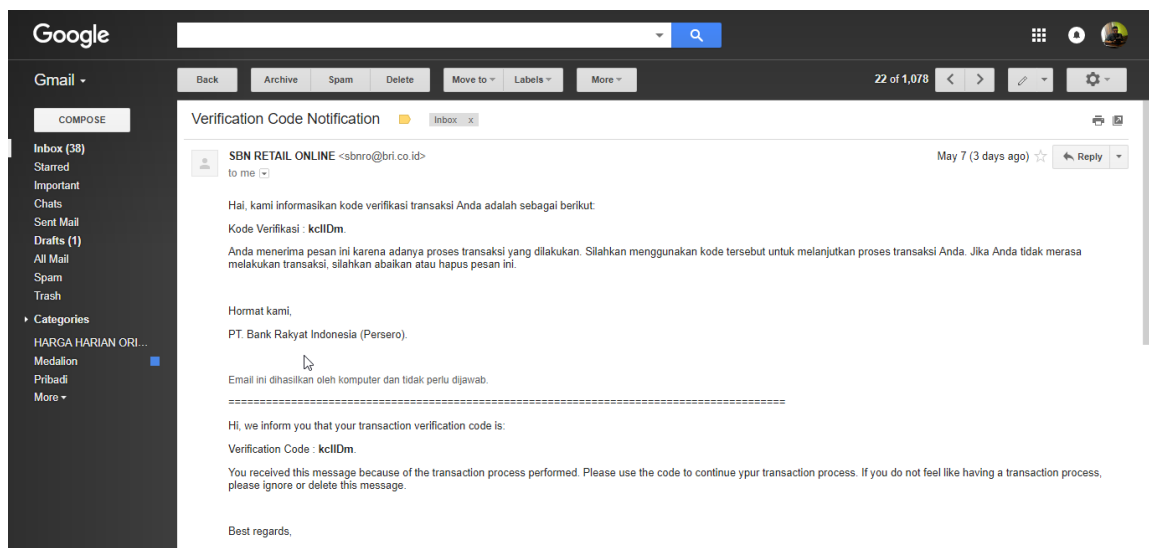 Google
Gmail
Back Archive Spam Delete Move to Labels More 22 of 1,078
COMPOSE
Inbox (38)
Starred
Important
Chats
Sent Mail
Drafts (1)
All Mail
Spam
Trash
Categories
HARGA HARIAN ORI...
Medalion
Pribadi
More
Verification Code Notification Inbox x
SBN RETAIL ONLINE <sbnro@bri.co.id> May 7 (3 days ago) Reply
to me
Hai, kami informasikan kode verifikasi transaksi Anda adalah sebagai berikut:
Kode Verifikasi : kcllDm.
Anda menerima pesan ini karena adanya proses transaksi yang dilakukan. Silahkan menggunakan kode tersebut untuk melanjutkan proses transaksi Anda. Jika Anda tidak merasa
melakukan transaksi, silahkan abaikan atau hapus pesan ini.
Hormat kami,
PT. Bank Rakyat Indonesia (Persero).
Email ini dihasilkan oleh komputer dan tidak perlu dijawab.
=========================================================================================
Hi, we inform you that your transaction verification code is:
Verification Code : kcllDm.
You received this message because of the transaction process performed. Please use the code to continue ypur transaction process. If you do not feel like having a transaction process,
please ignore or delete this message.
Best regards,